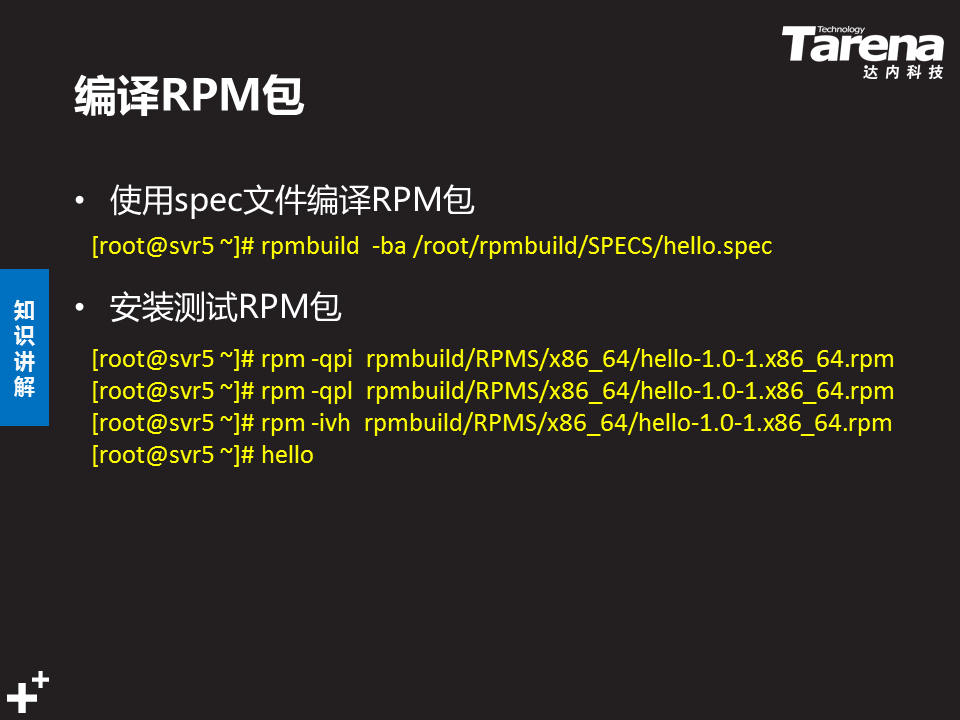 Technology
Tarena
达内科技
编译RPM包
• 使用spec文件编译RPM包
[root@svr5 ~]# rpmbuild -ba /root/rpmbuild/SPECS/hello.spec
• 安装测试RPM包
[root@svr5 ~]# rpm -qpi rpmbuild/RPMS/x86_64/hello-1.0-1.x86_64.rpm
[root@svr5 ~]# rpm -qpl rpmbuild/RPMS/x86_64/hello-1.0-1.x86_64.rpm
[root@svr5 ~]# rpm -ivh rpmbuild/RPMS/x86_64/hello-1.0-1.x86_64.rpm
[root@svr5 ~]# hello
知识讲解